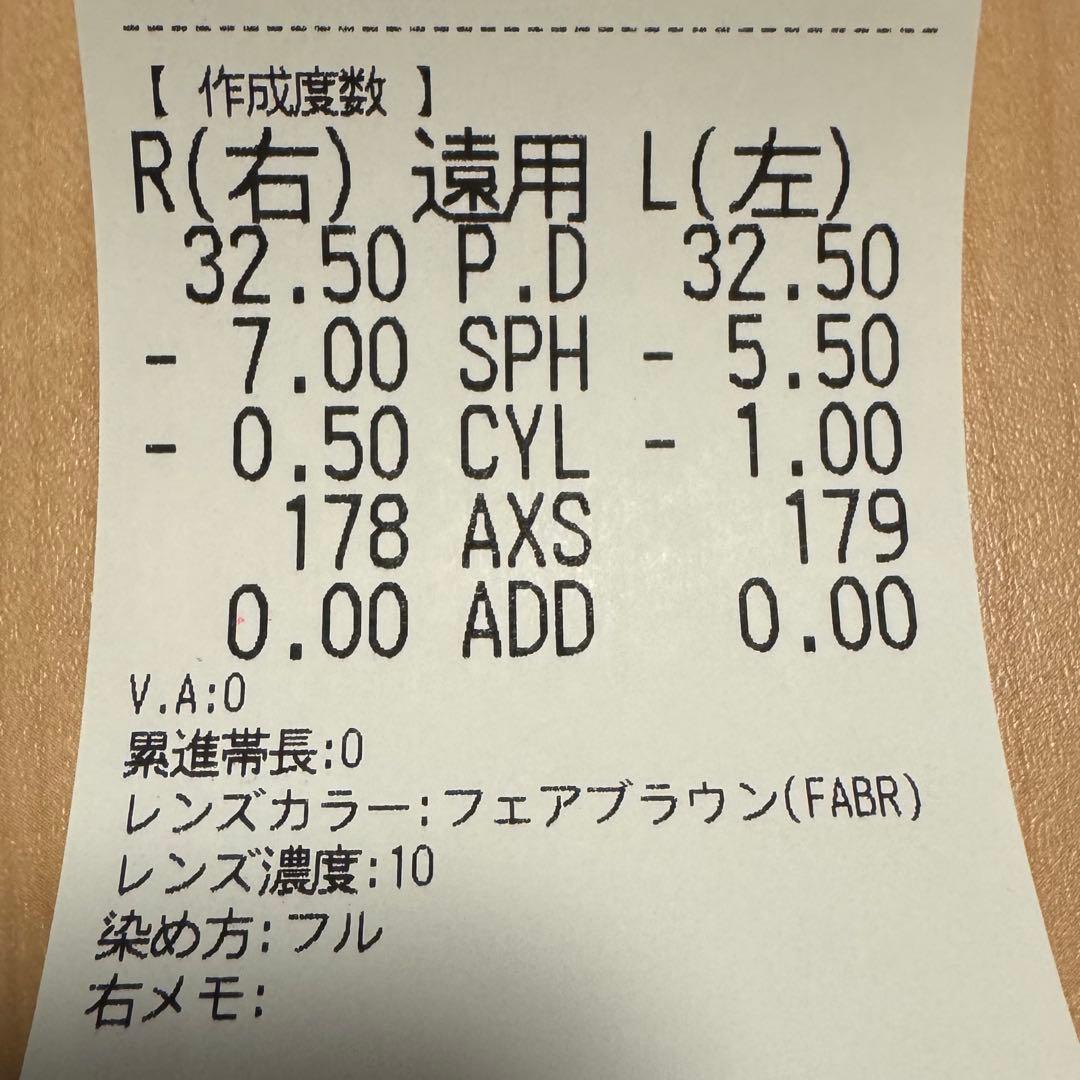 【 作成度数 】
R(右) 遠用 L(左)
32.50 P.D 32.50
- 7.00 SPH - 5.50
- 0.50 CYL - 1.00
178 AXS 179
0.00 ADD 0.00
V.A:0
累進帯長:0
レンズカラー:フェアブラウン(FABR)
レンズ濃度:10
染め方:フル
右メモ: